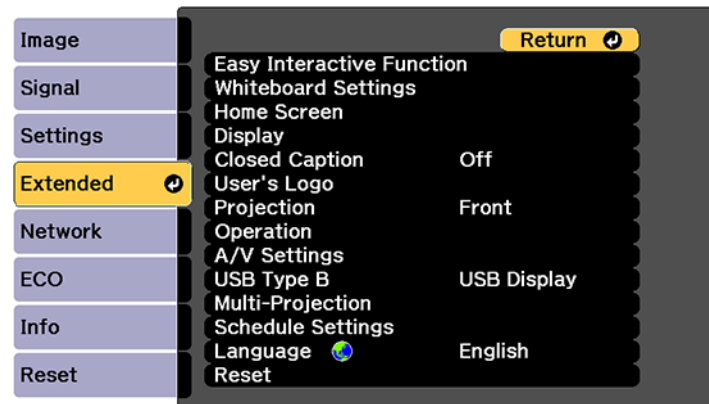 Image
Signal
Settings
Extended
Network
ECO
Info
Reset
Return
Easy Interactive Function
Whiteboard Settings
Home Screen
Display
Closed Caption Off
User's Logo
Projection Front
Operation
A/V Settings
USB Type B USB Display
Multi-Projection
Schedule Settings
Language English
Reset